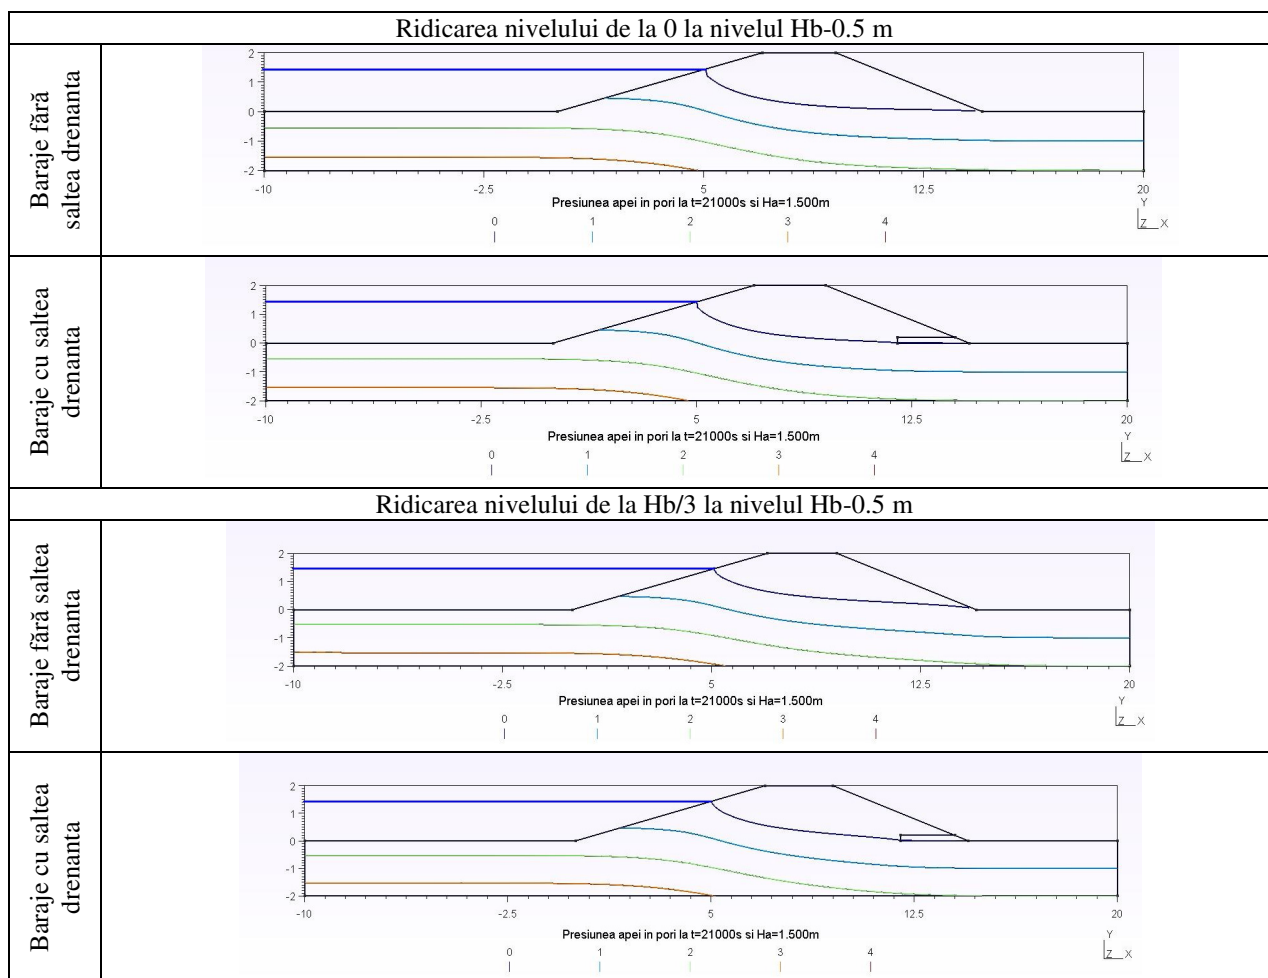 Ridicarea nivelului de la 0 la nivelul Hb-0.5 m
Baraje fără
saltea drenanta
2
1
0
-1
-2
-10 -2.5 5 12.5 20
Presiunea apei in pori la t=21000s si Ha=1.500m
0 1 2 3 4
Y
Z X
Baraje cu saltea
drenanta
2
1
0
-1
-2
-10 -2.5 5 12.5 20
Presiunea apei in pori la t=21000s si Ha=1.500m
0 1 2 3 4
Y
Z X
Ridicarea nivelului de la Hb/3 la nivelul Hb-0.5 m
Baraje fără saltea
drenanta
2
1
0
-1
-2
-10 -2.5 5 12.5 20
Presiunea apei in pori la t=21000s si Ha=1.500m
0 1 2 3 4
Y
Z X
Baraje cu saltea
drenanta
2
1
0
-1
-2
-10 -2.5 5 12.5 20
Presiunea apei in pori la t=21000s si Ha=1.500m
0 1 2 3 4
Y
Z X